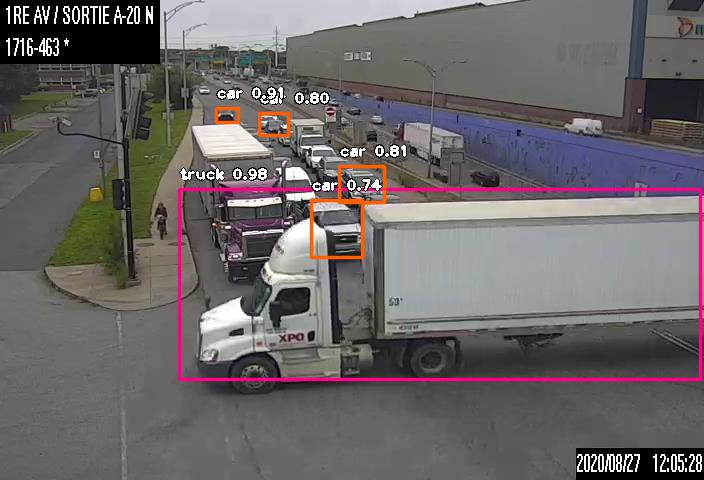 1RE AV / SORTIE A-20 N
1716-463 *
car 0.91
car 0.80
car 0.81
truck 0.98
car 0.74
53'
XPO
2020/08/27 12:05:28